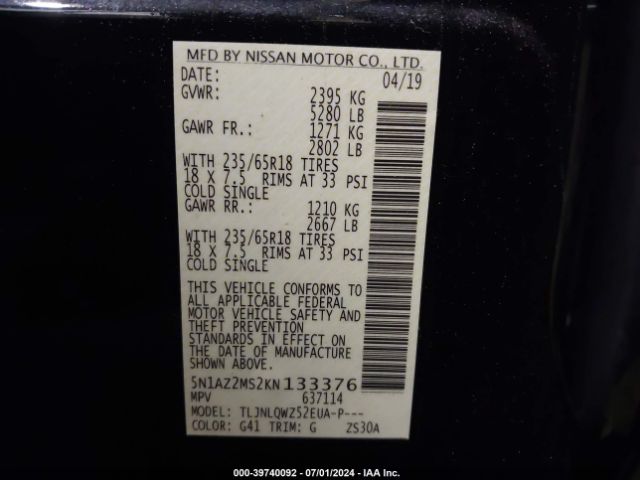 MFD BY NISSAN MOTOR CO., LTD.
DATE: 04/19
GVWR: 2395 KG
5280 LB
GAWR FR.: 1271 KG
2802 LB
WITH 235/65R18 TIRES
18 X 7.5 RIMS AT 33 PSI
COLD SINGLE
GAWR RR.: 1210 KG
2667 LB
WITH 235/65R18 TIRES
18 X 7.5 RIMS AT 33 PSI
COLD SINGLE
THIS VEHICLE CONFORMS TO
ALL APPLICABLE FEDERAL
MOTOR VEHICLE SAFETY AND
THEFT PREVENTION
STANDARDS IN EFFECT ON
THE DATE OF MANUFACTURE
SHOWN ABOVE.
5N1AZ2MS2KN133376
MPV 637114
MODEL: TLJNLQWZ52EUA-P---
COLOR: G41 TRIM: G ZS30A
000-39740092 - 07/01/2024 - IAA Inc.